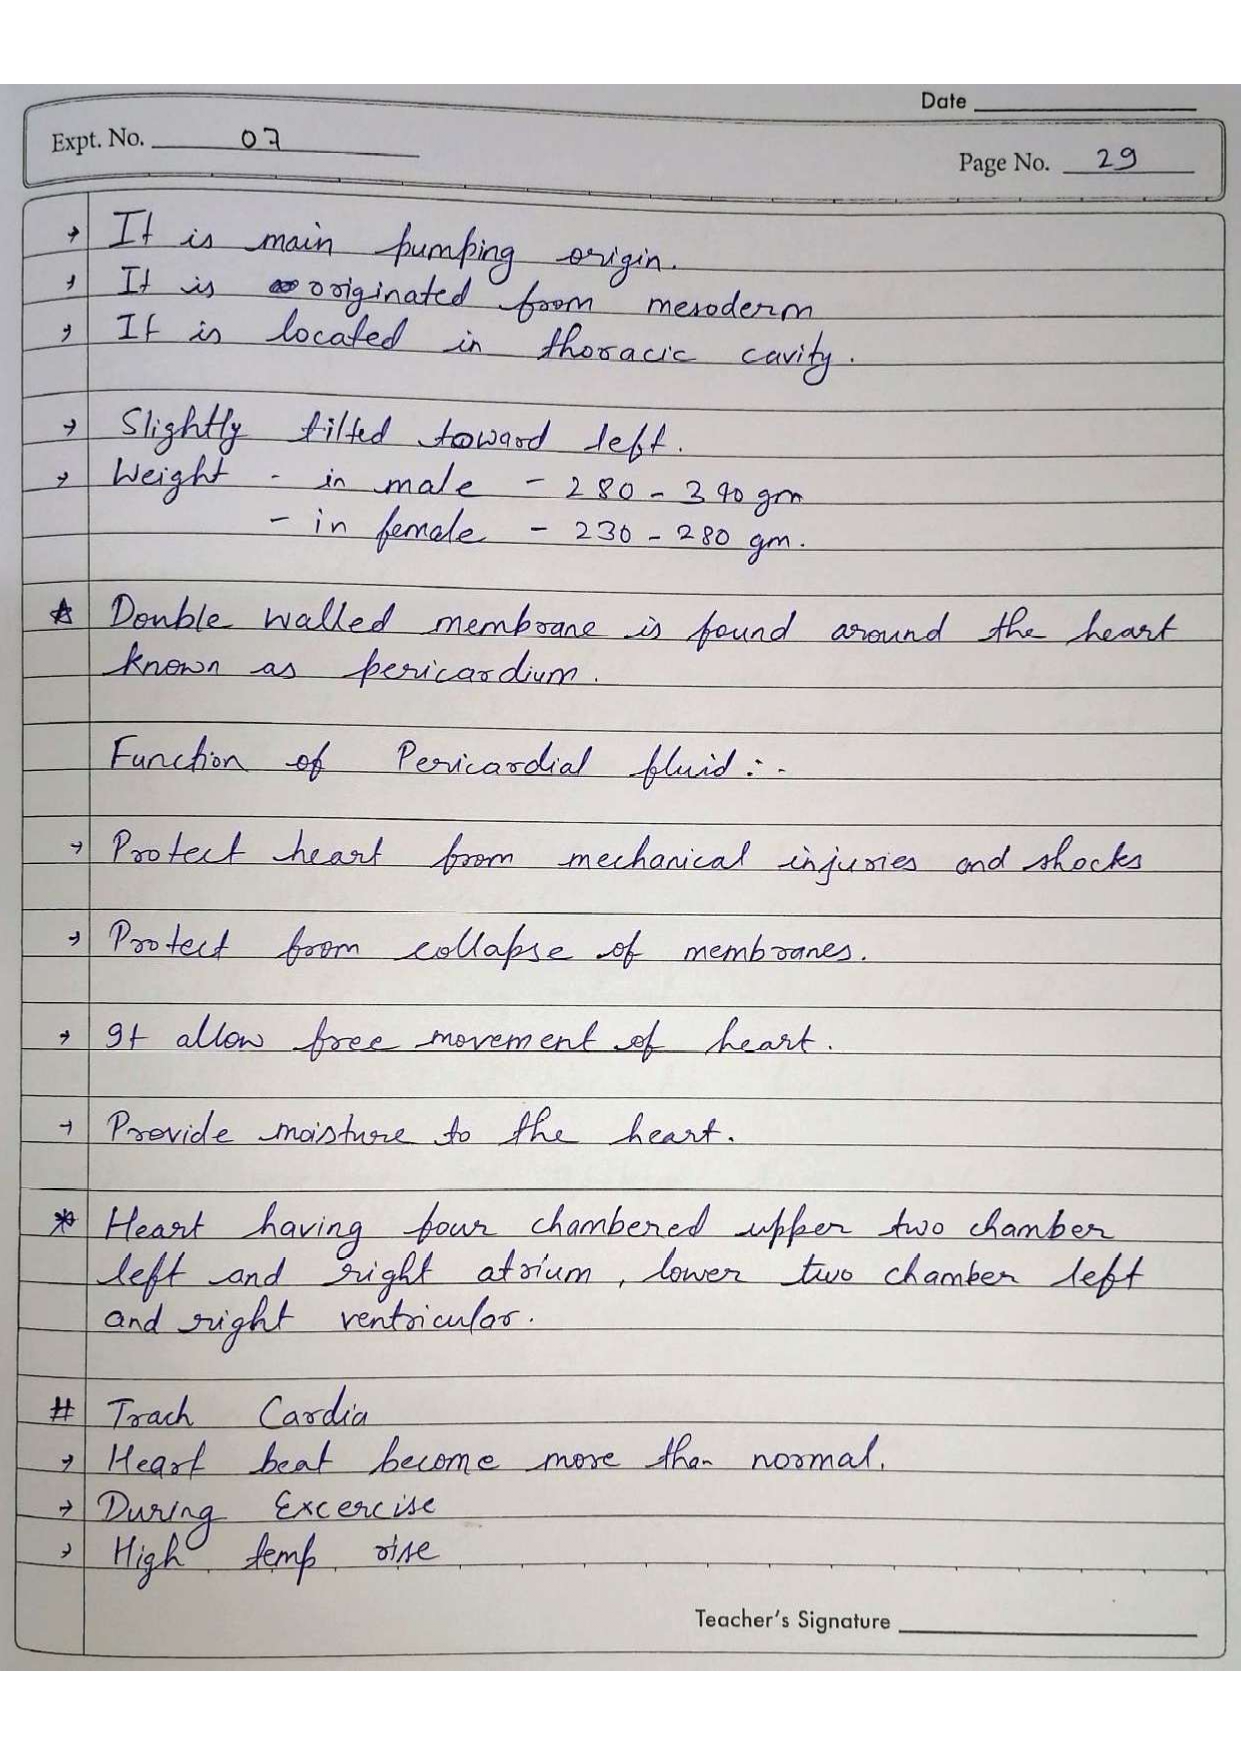 Date
Expt. No. 07
Page No. 29
→ It is main pumping origin.
→ It is originated from mesoderm
→ It is located in thoracic cavity.
→ Slightly tilted toward left.
→ Weight - in male - 280 - 340 gm
- in female - 230 - 280 gm.
☆ Double walled membrane is found around the heart
known as pericardium.
Function of Pericardial fluid : -
→ Protect heart from mechanical injuries and shocks
→ Protect from collapse of membranes.
→ It allow free movement of heart.
→ Provide moisture to the heart.
* Heart having four chambered upper two chamber
left and right atrium, lower two chamber left
and right ventricular.
# Trach Cardia
→ Heart beat become more than normal.
→ During Excercise
→ High temp rise
Teacher's Signature